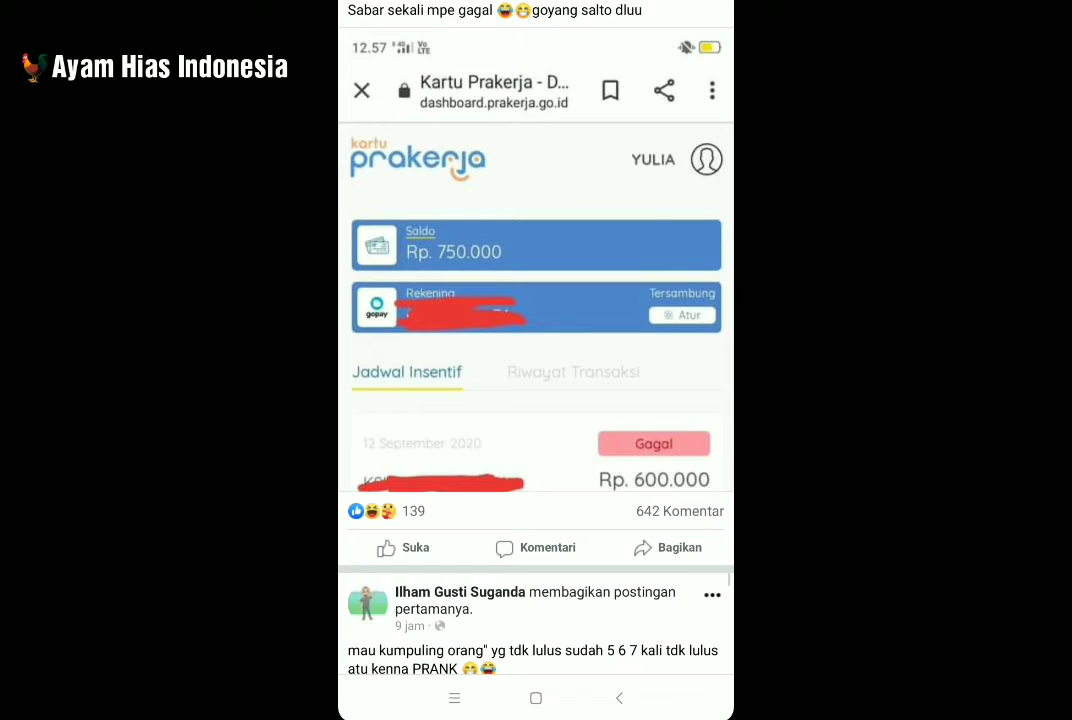 Sabar sekali mpe gagal 😂😁goyang salto dluu
Ayam Hias Indonesia
12.57
Vo
LTE
Kartu Prakerja - D...
dashboard.prakerja.go.id
kartu
prakerja
YULIA
Saldo
Rp. 750.000
Rekening
Tersambung
gopay
Atur
Jadwal Insentif
Riwayat Transaksi
12 September 2020
Gagal
Rp. 600.000
139
642 Komentar
Suka
Komentari
Bagikan
Ilham Gusti Suganda membagikan postingan
pertamanya.
9 jam ·
mau kumpuling orang" yg tdk lulus sudah 5 6 7 kali tdk lulus
atu kenna PRANK 😁😂